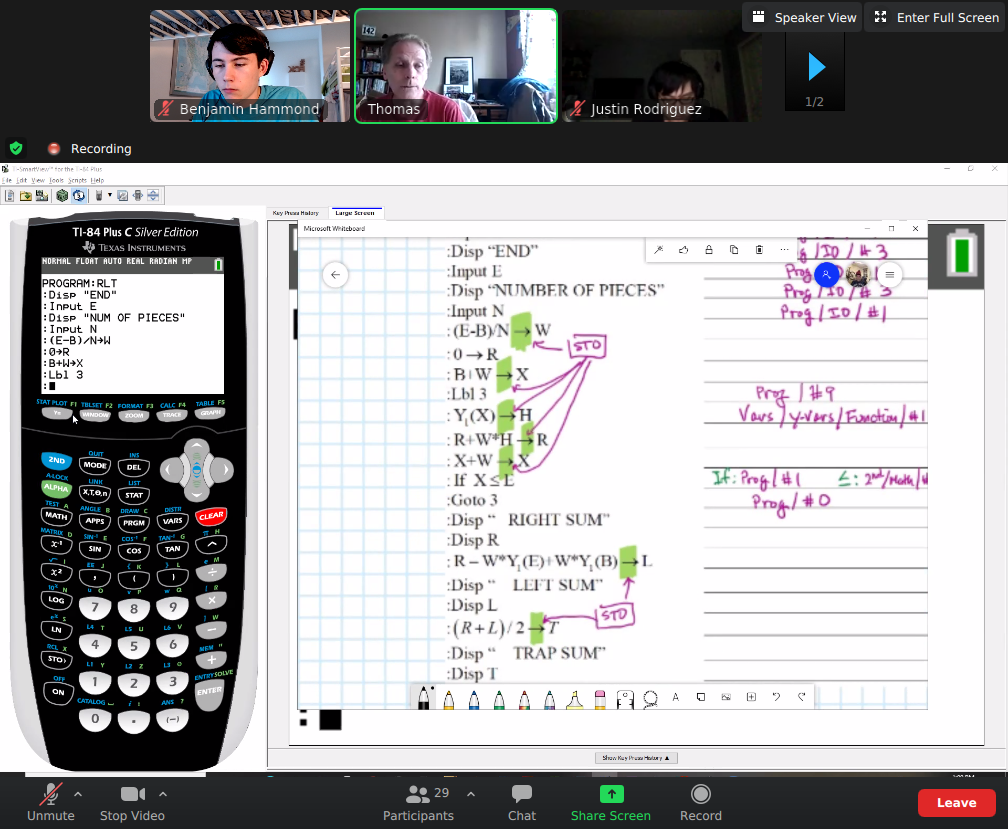 Speaker View
Enter Full Screen
Benjamin Hammond
Thomas
Justin Rodriguez
1/2
Recording
TI-SmartView™ for the TI-84 Plus
File Edit View Tools Scripts Help
Key Press History
Large Screen
Microsoft Whiteboard
TI-84 Plus C Silver Edition
TEXAS INSTRUMENTS
NORMAL FLOAT AUTO REAL RADIAN MP
PROGRAM:RLT
:Disp "END"
:Input E
:Disp "NUM OF PIECES"
:Input N
:(E-B)/N→W
:0→R
:B+W→X
:Lbl 3
:
STAT PLOT F1 TBLSET F2 FORMAT F3 CALC F4 TABLE F5
Y= WINDOW ZOOM TRACE GRAPH
QUIT INS
2ND MODE DEL
A-LOCK LINK LIST
ALPHA X,T,Θ,n STAT
TEST A ANGLE B DRAW C DISTR
MATH APPS PRGM VARS CLEAR
MATRIX D SIN⁻¹ E COS⁻¹ F TAN⁻¹ G π H
x⁻¹ SIN COS TAN ^
√ I EE J { K } L e M
x² , ( ) ÷
10ˣ N u O v P w Q [ R
LOG 7 8 9 ×
eˣ S L4 T L5 U L6 V ] W
LN 4 5 6 −
RCL X L1 Y L2 Z L3 θ MEM "
STO› 1 2 3 +
OFF CATALOG i : ANS ? ENTRY SOLVE
ON 0 . (−) ENTER
:Disp “END”
:Input E
:Disp “NUMBER OF PIECES”
:Input N
:(E-B)/N → W
:0 → R
:B+W → X
:Lbl 3
:Y₁(X) → H
:R+W*H → R
:X+W → X
:If X ≤ E
:Goto 3
:Disp “ RIGHT SUM”
:Disp R
:R – W*Y₁(E)+W*Y₁(B) → L
:Disp “ LEFT SUM”
:Disp L
:(R+L)/2 → T
:Disp “ TRAP SUM”
:Disp T
STO
STO
/IO/#3
Prog
Prog/IO/#3
Prog/IO/#1
Prog/#9
Vars/Y-Vars/Function/#1
If: Prog/#1 ≤: 2nd/Math/
Prog/#0
Show Key Press History ▲
Unmute
Stop Video
29
Participants
Chat
Share Screen
Record
Leave